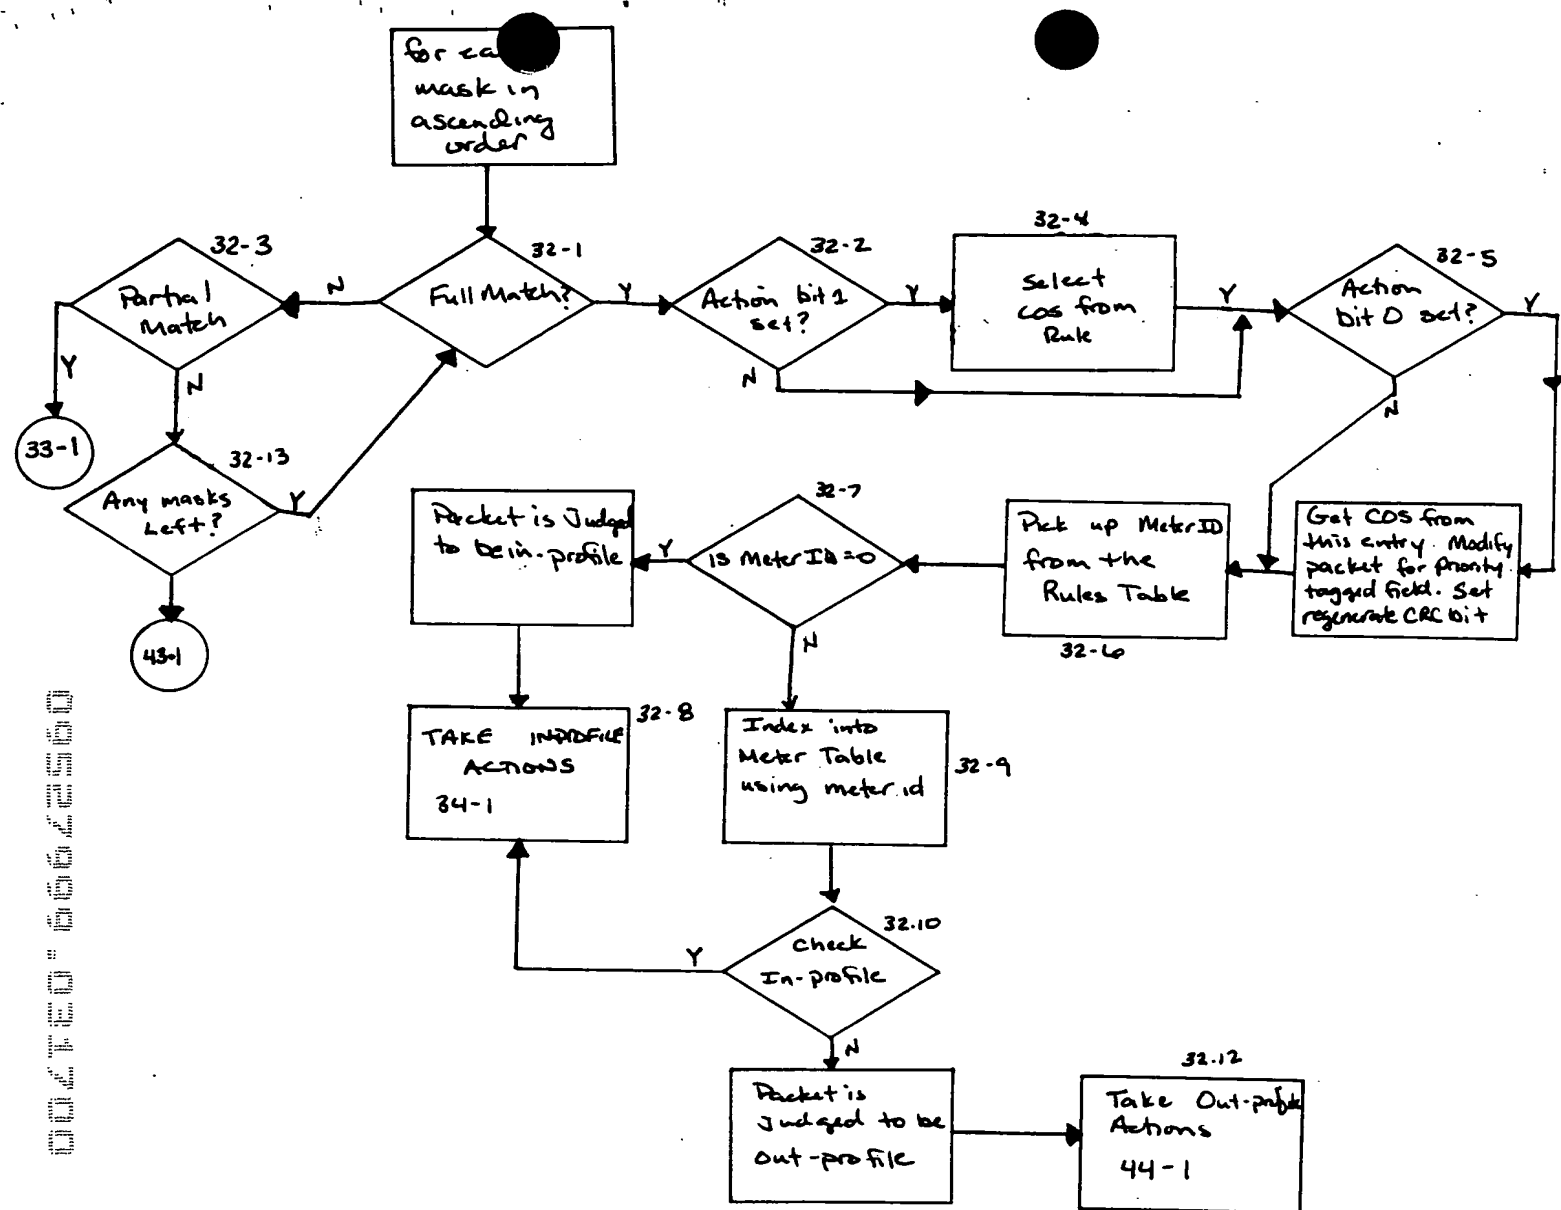 for ea
mask in
ascending
order
32-3
32-1
32-2
32-4
32-5
Partial
Match
N
Full Match?
Y
Action bit 1
set?
Y
Select
COS from
Rule
Y
Action
bit 0 set?
Y
Y
N
N
N
33-1
32-13
Any masks
Left?
Y
43-1
Packet is Judged
to be in-profile
Y
32-7
is Meter ID=0
N
Pick up MeterID
from the
Rules Table
32-6
Get COS from
this entry. Modify
packet for Priority
tagged field. Set
regenerate CRC bit
TAKE INPROFILE
ACTIONS
34-1
32-8
Index into
Meter Table
using meter.id
32-9
Y
32.10
Check
In-profile
N
Packet is
Judged to be
out-profile
32.12
Take Out-profile
Actions
44-1
09527999.031700